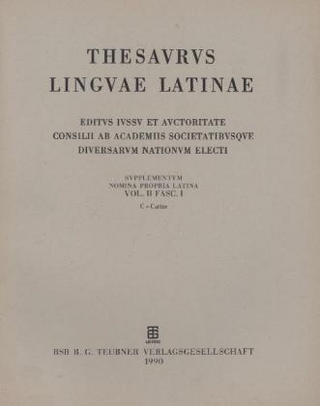 THESAVRVS
LINGVAE LATINAE
EDITVS IVSSV ET AVCTORITATE
CONSILII AB ACADEMIIS SOCIETATIBVSQVE
DIVERSARVM NATIONVM ELECTI
SVPPLEMENTVM
NOMINA PROPRIA LATINA
VOL. II FASC. I
BSB B. G. TEUBNER VERLAGSGESELLSCHAFT
1990